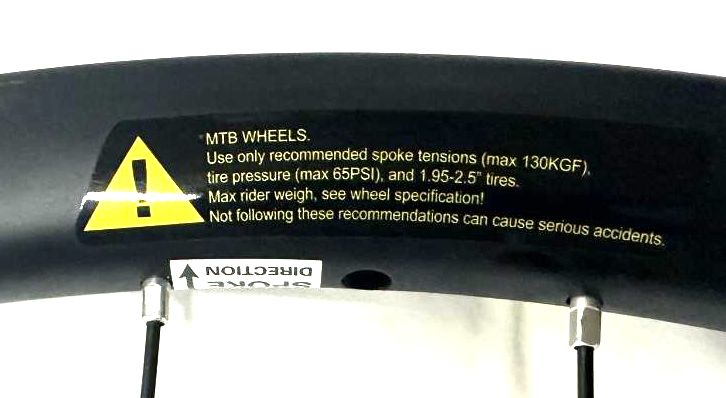 MTB WHEELS.
Use only recommended spoke tensions (max 130KGF),
tire pressure (max 65PSI), and 1.95-2.5" tires.
Max rider weigh, see wheel specification!
Not following these recommendations can cause serious accidents.
SPOKE
DIRECTION